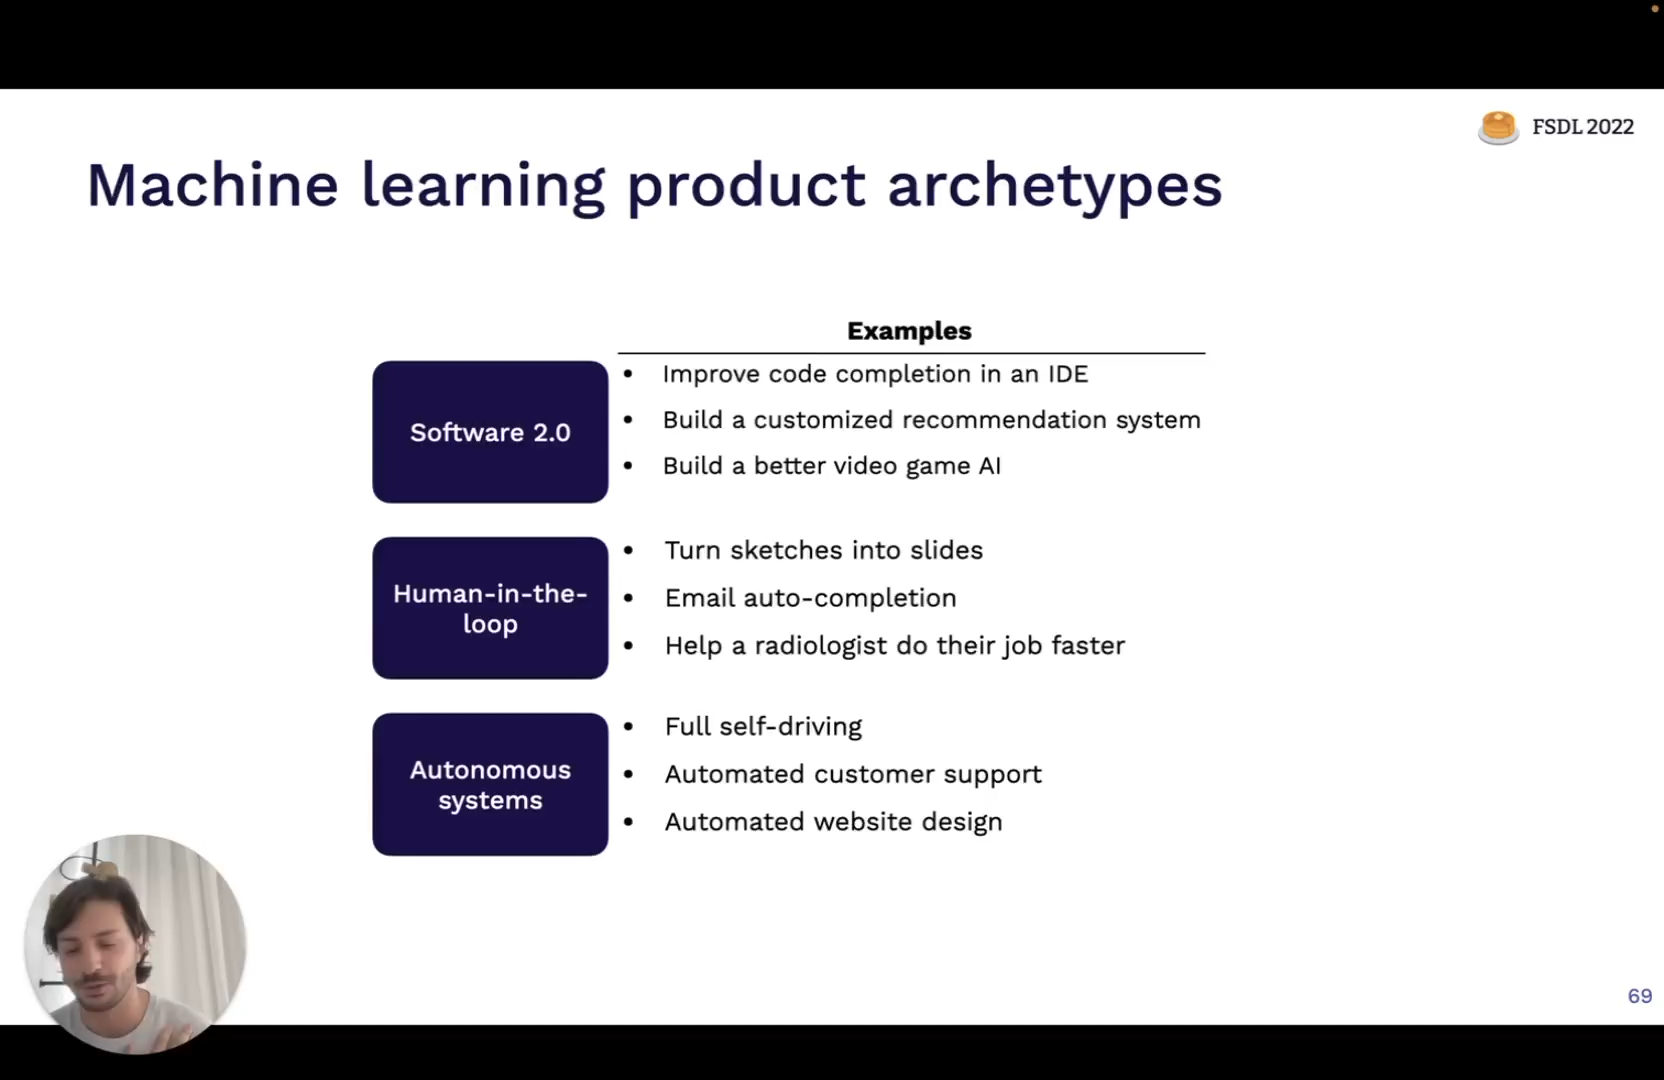 FSDL 2022
Machine learning product archetypes
Examples
Software 2.0
• Improve code completion in an IDE
• Build a customized recommendation system
• Build a better video game AI
Human-in-the-
loop
• Turn sketches into slides
• Email auto-completion
• Help a radiologist do their job faster
Autonomous
systems
• Full self-driving
• Automated customer support
• Automated website design
69